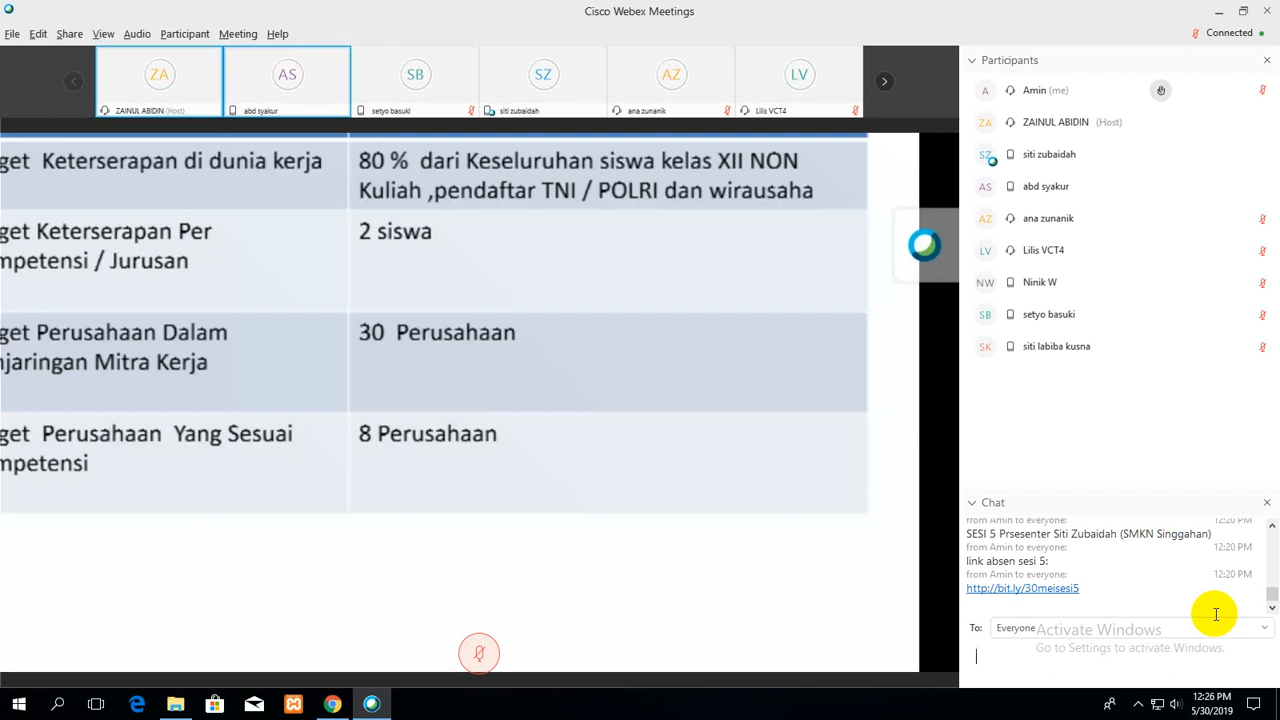 Cisco Webex Meetings
File Edit Share View Audio Participant Meeting Help
Connected
ZA
AS
SB
SZ
AZ
LV
ZAINUL ABIDIN (Host)
abd syakur
setyo basuki
siti zubaidah
ana zunanik
Lilis VCT4
get Keterserapan di dunia kerja
80 % dari Keseluruhan siswa kelas XII NON
Kuliah ,pendaftar TNI / POLRI dan wirausaha
get Keterserapan Per
mpetensi / Jurusan
2 siswa
get Perusahaan Dalam
njaringan Mitra Kerja
30 Perusahaan
get Perusahaan Yang Sesuai
mpetensi
8 Perusahaan
Participants
A Amin (me)
ZA ZAINUL ABIDIN (Host)
SZ siti zubaidah
AS abd syakur
AZ ana zunanik
LV Lilis VCT4
NW Ninik W
SB setyo basuki
SK siti labiba kusna
Chat
from Amin to everyone: 12:20 PM
SESI 5 Prsesenter Siti Zubaidah (SMKN Singgahan)
from Amin to everyone: 12:20 PM
link absen sesi 5:
from Amin to everyone: 12:20 PM
http://bit.ly/30meisesi5
To: Everyone
Activate Windows
Go to Settings to activate Windows.
12:26 PM
5/30/2019